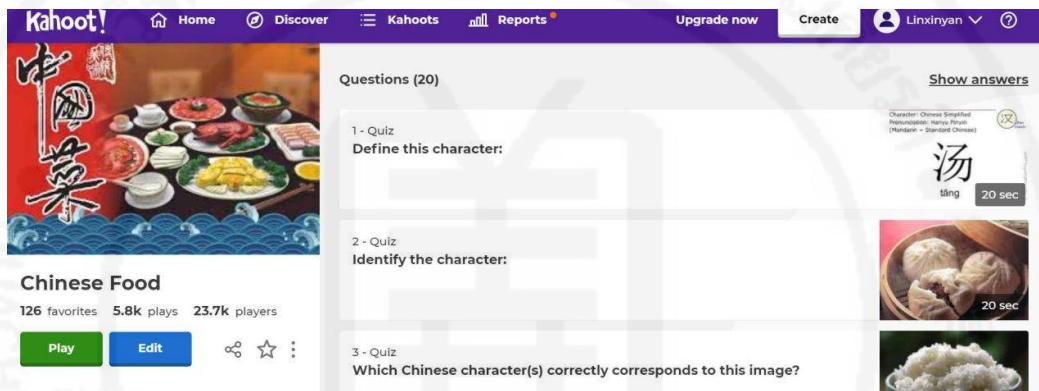 Kahoot!
Home
Discover
Kahoots
Reports
Upgrade now
Create
Linxinyan
中國菜
Chinese Food
126 favorites 5.8k plays 23.7k players
Play
Edit
Questions (20)
Show answers
1 - Quiz
Define this character:
Character: Chinese Simplified
Pronunciation: Hanyu Pinyin
(Mandarin – Standard Chinese)
汉
汤
tāng
20 sec
2 - Quiz
Identify the character:
20 sec
3 - Quiz
Which Chinese character(s) correctly corresponds to this image?